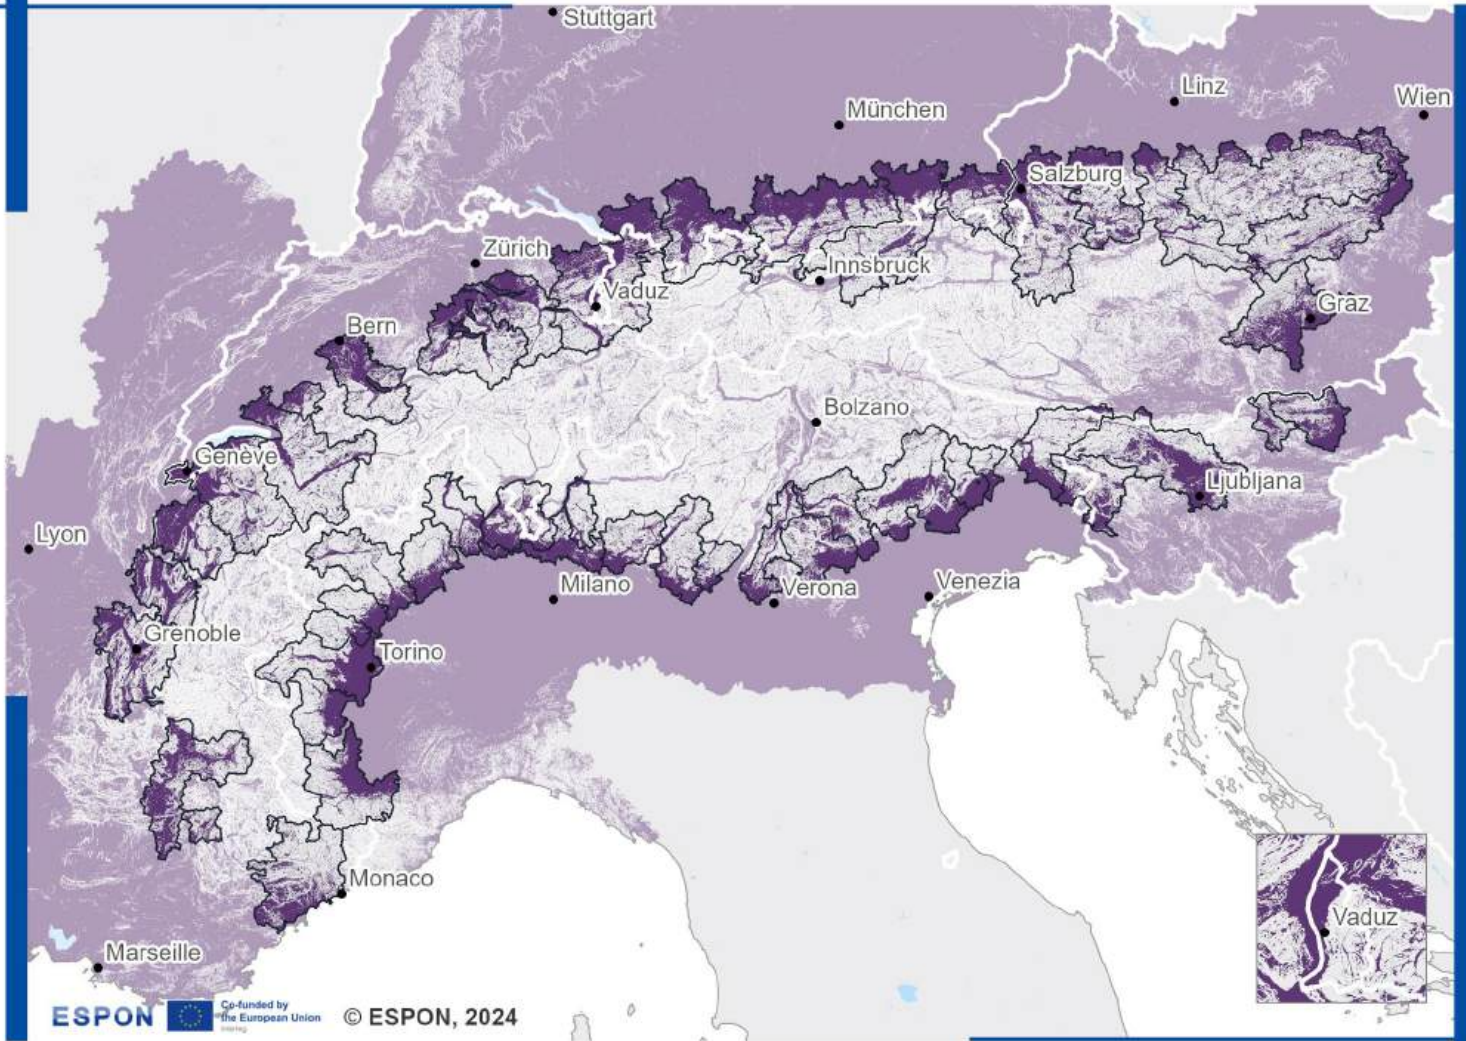 Stuttgart
Linz
Wien
München
Salzburg
Zürich
Innsbruck
Vaduz
Graz
Bern
Bolzano
Genève
Ljubljana
Lyon
Milano
Verona
Venezia
Grenoble
Torino
Monaco
Vaduz
Marseille
ESPON
Co-funded by
the European Union
Interreg
© ESPON, 2024